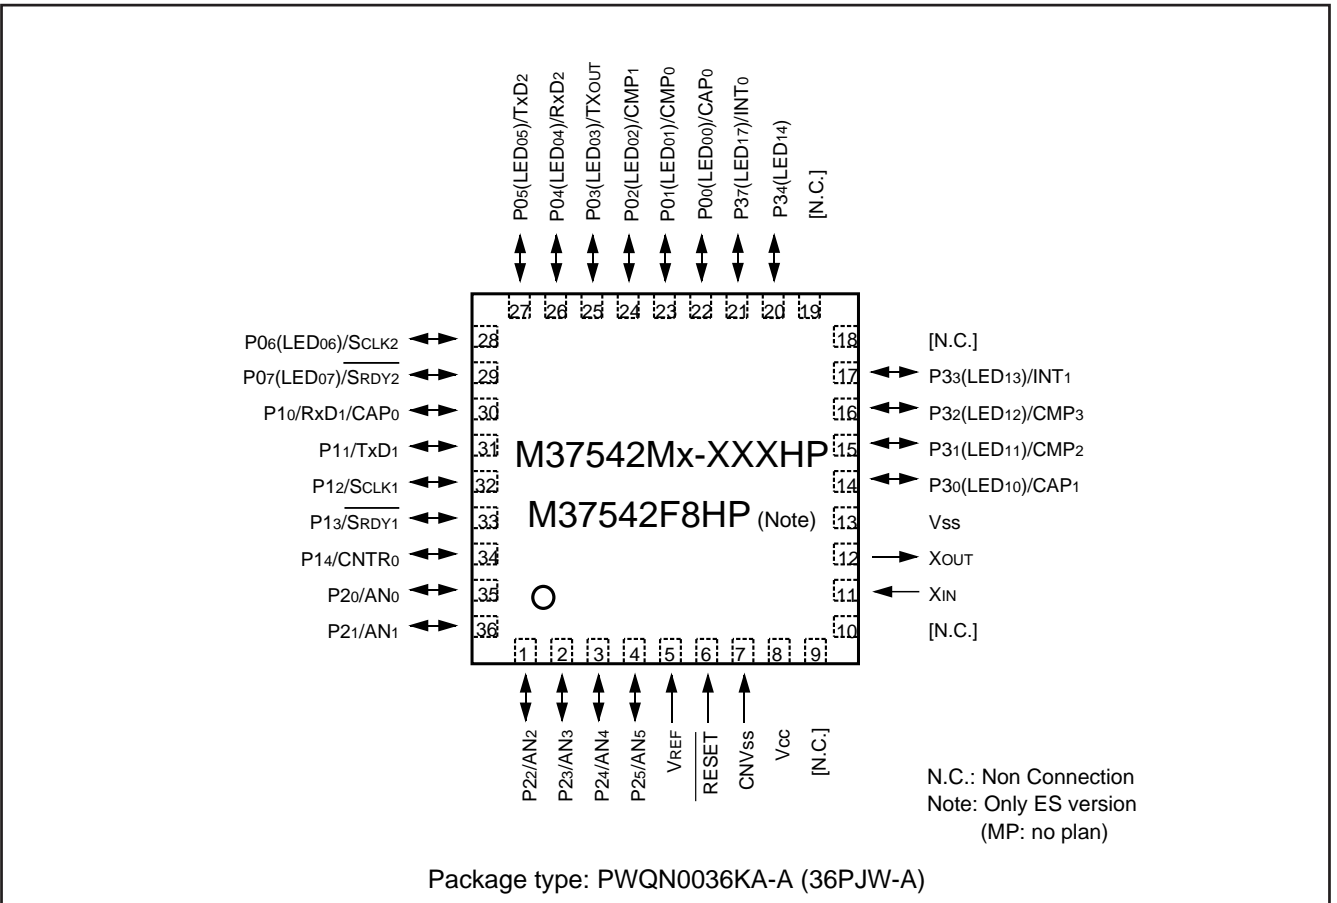 P05(LED05)/TxD2
P04(LED04)/RxD2
P03(LED03)/TXOUT
P02(LED02)/CMP1
P01(LED01)/CMP0
P00(LED00)/CAP0
P37(LED17)/INT0
P34(LED14)
[N.C.]
27 26 25 24 23 22 21 20 19
P06(LED06)/SCLK2 28
P07(LED07)/SRDY2 29
P10/RxD1/CAP0 30
P11/TxD1 31
P12/SCLK1 32
P13/SRDY1 33
P14/CNTR0 34
P20/AN0 35
P21/AN1 36
M37542Mx-XXXHP
M37542F8HP (Note)
18 [N.C.]
17 P33(LED13)/INT1
16 P32(LED12)/CMP3
15 P31(LED11)/CMP2
14 P30(LED10)/CAP1
13 Vss
12 XOUT
11 XIN
10 [N.C.]
1 2 3 4 5 6 7 8 9
P22/AN2
P23/AN3
P24/AN4
P25/AN5
VREF
RESET
CNVss
Vcc
[N.C.]
N.C.: Non Connection
Note: Only ES version
(MP: no plan)
Package type: PWQN0036KA-A (36PJW-A)